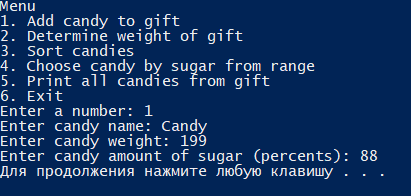 Menu
1. Add candy to gift
2. Determine weight of gift
3. Sort candies
4. Choose candy by sugar from range
5. Print all candies from gift
6. Exit
Enter a number: 1
Enter candy name: Candy
Enter candy weight: 199
Enter candy amount of sugar (percents): 88
Для продолжения нажмите любую клавишу . . .